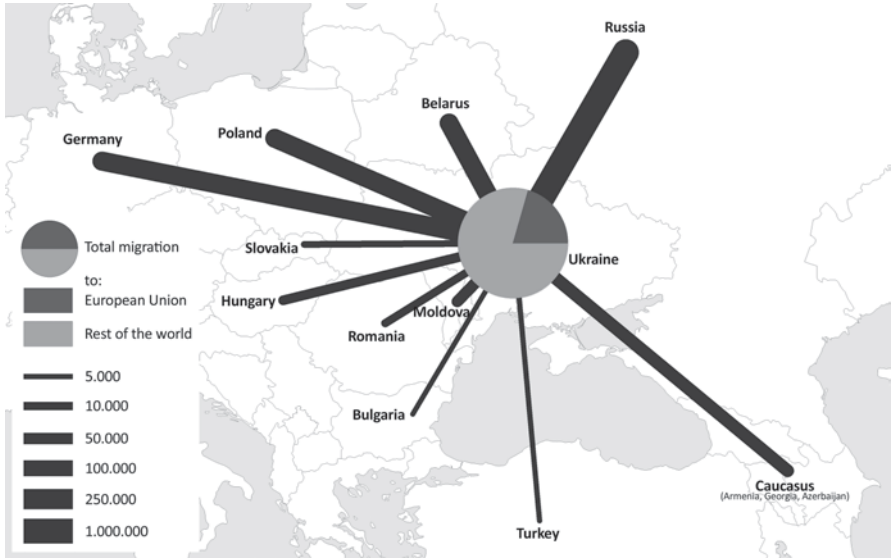 Russia
Belarus
Poland
Germany
Slovakia
Ukraine
Hungary
Moldova
Romania
Bulgaria
Caucasus
(Armenia, Georgia, Azerbaijan)
Turkey
Total migration
to:
European Union
Rest of the world
5.000
10.000
50.000
100.000
250.000
1.000.000